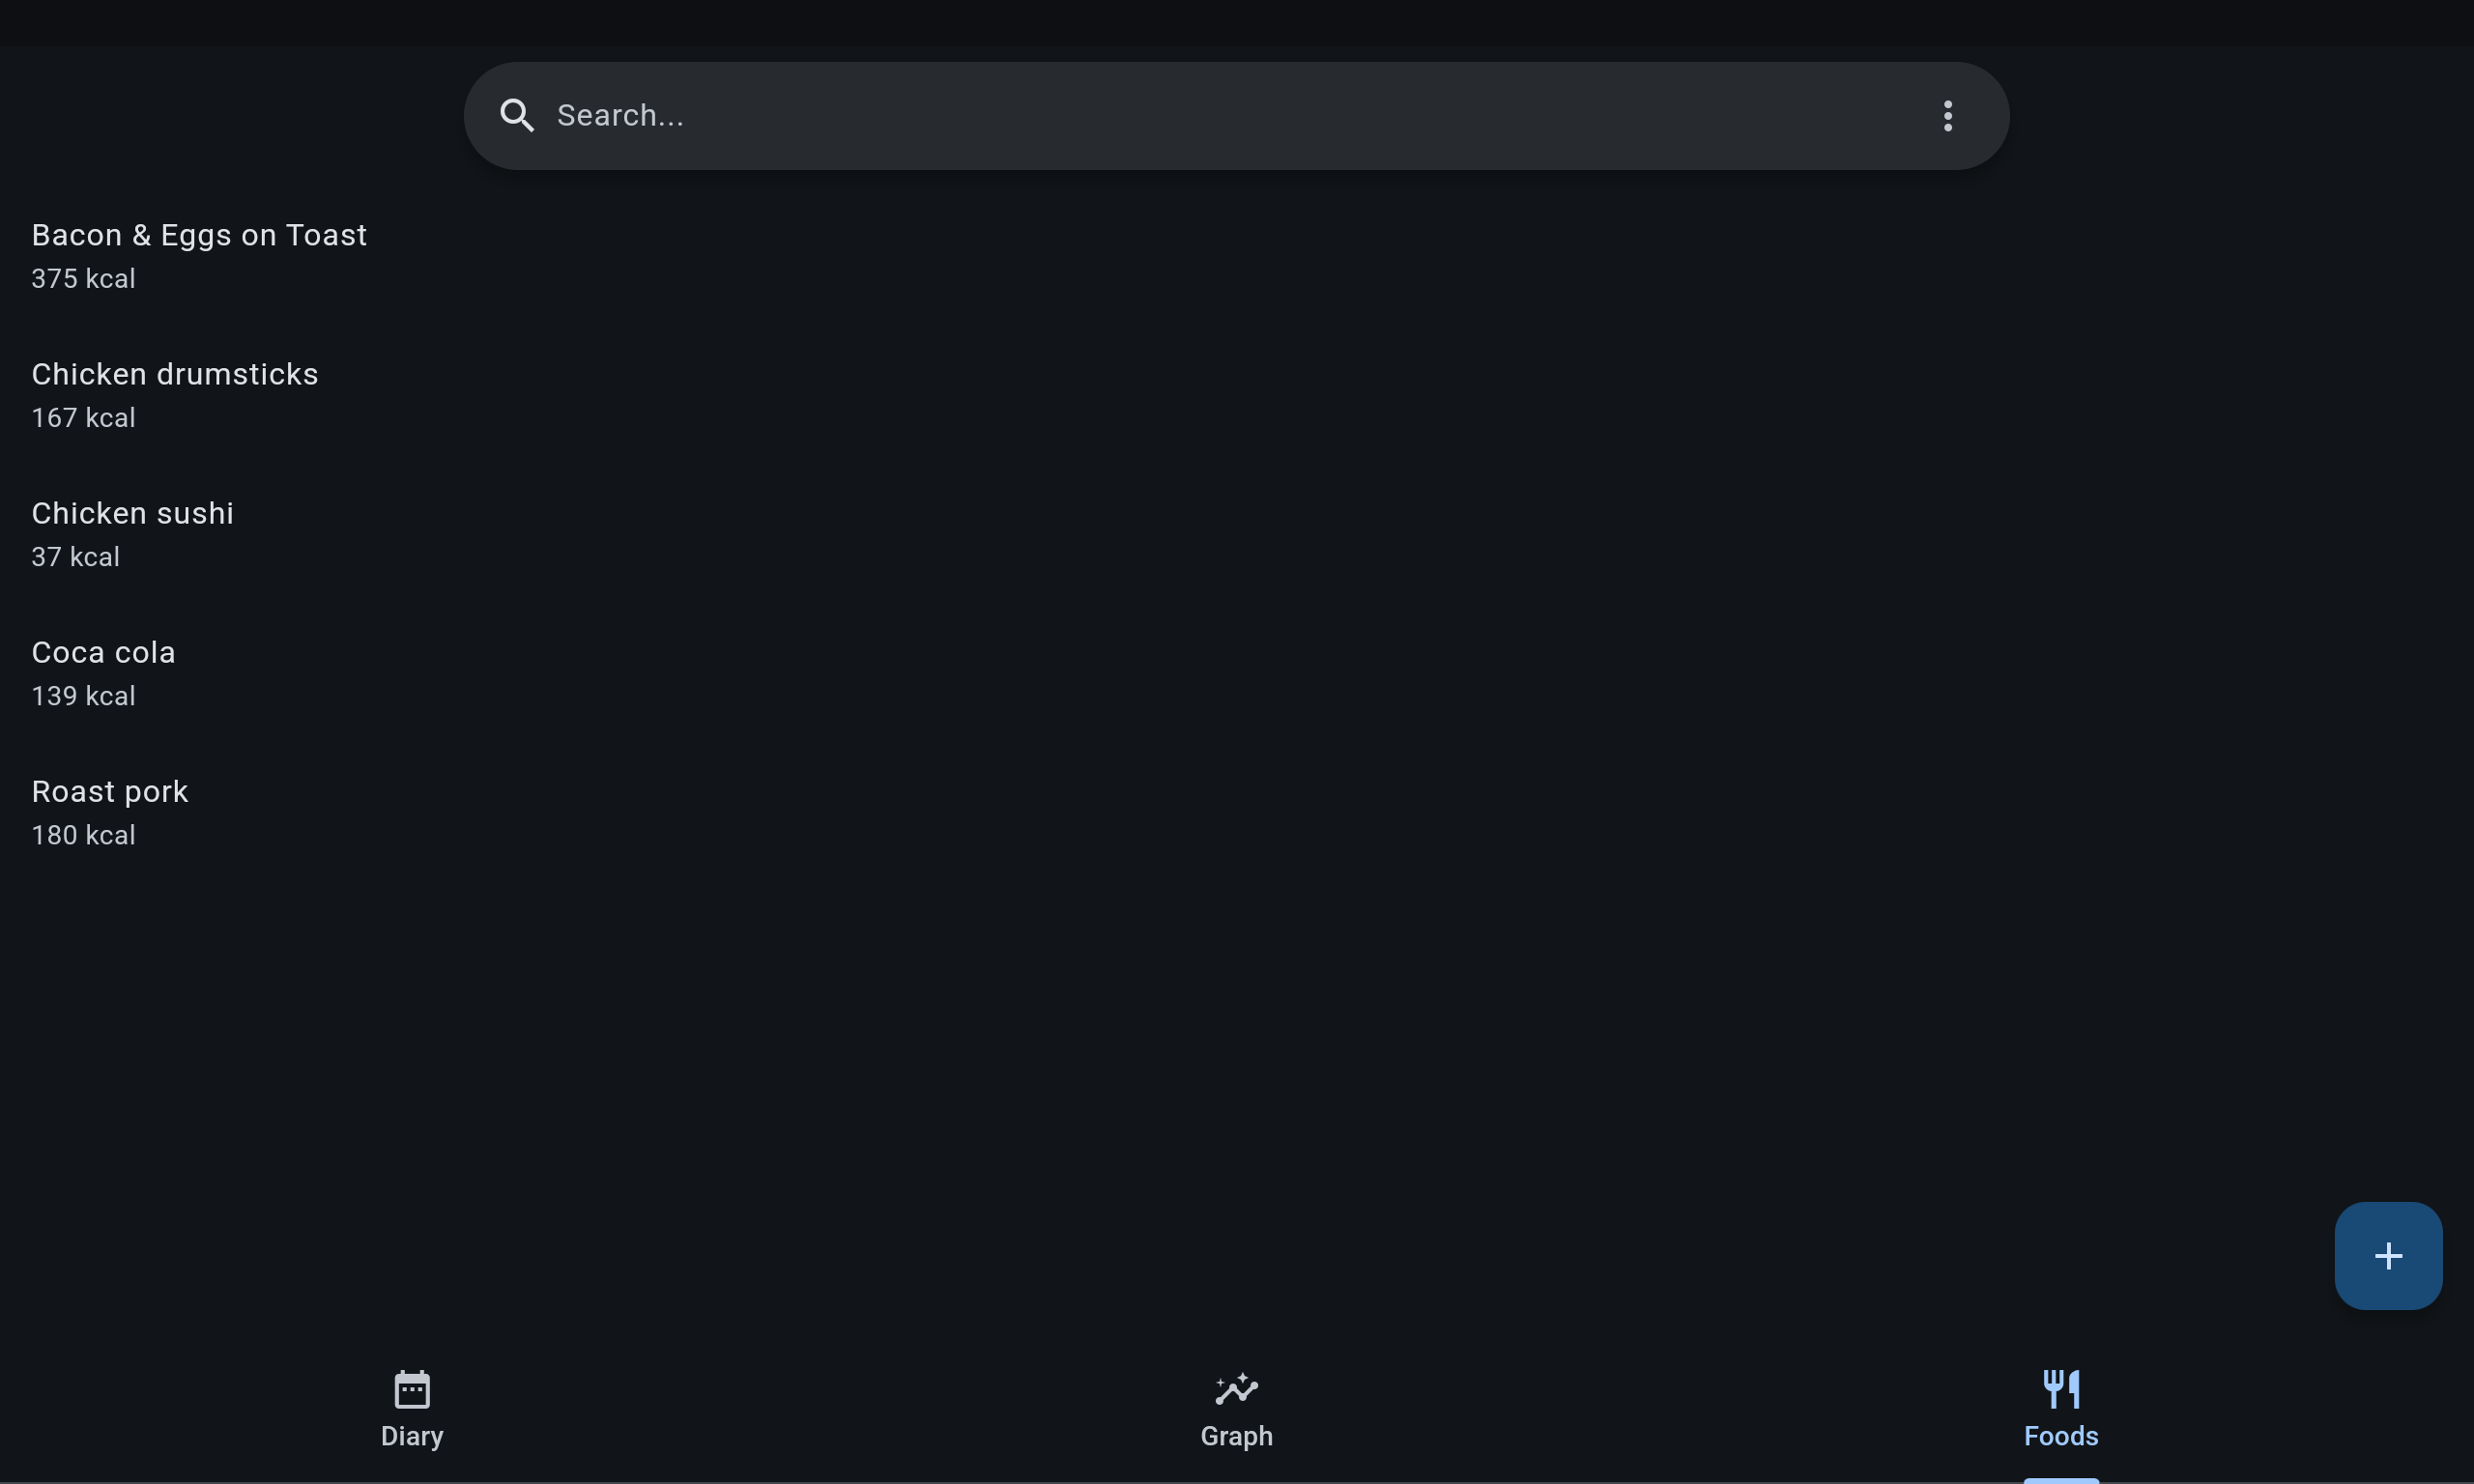 Search...
Bacon & Eggs on Toast
375 kcal
Chicken drumsticks
167 kcal
Chicken sushi
37 kcal
Coca cola
139 kcal
Roast pork
180 kcal
Diary
Graph
Foods